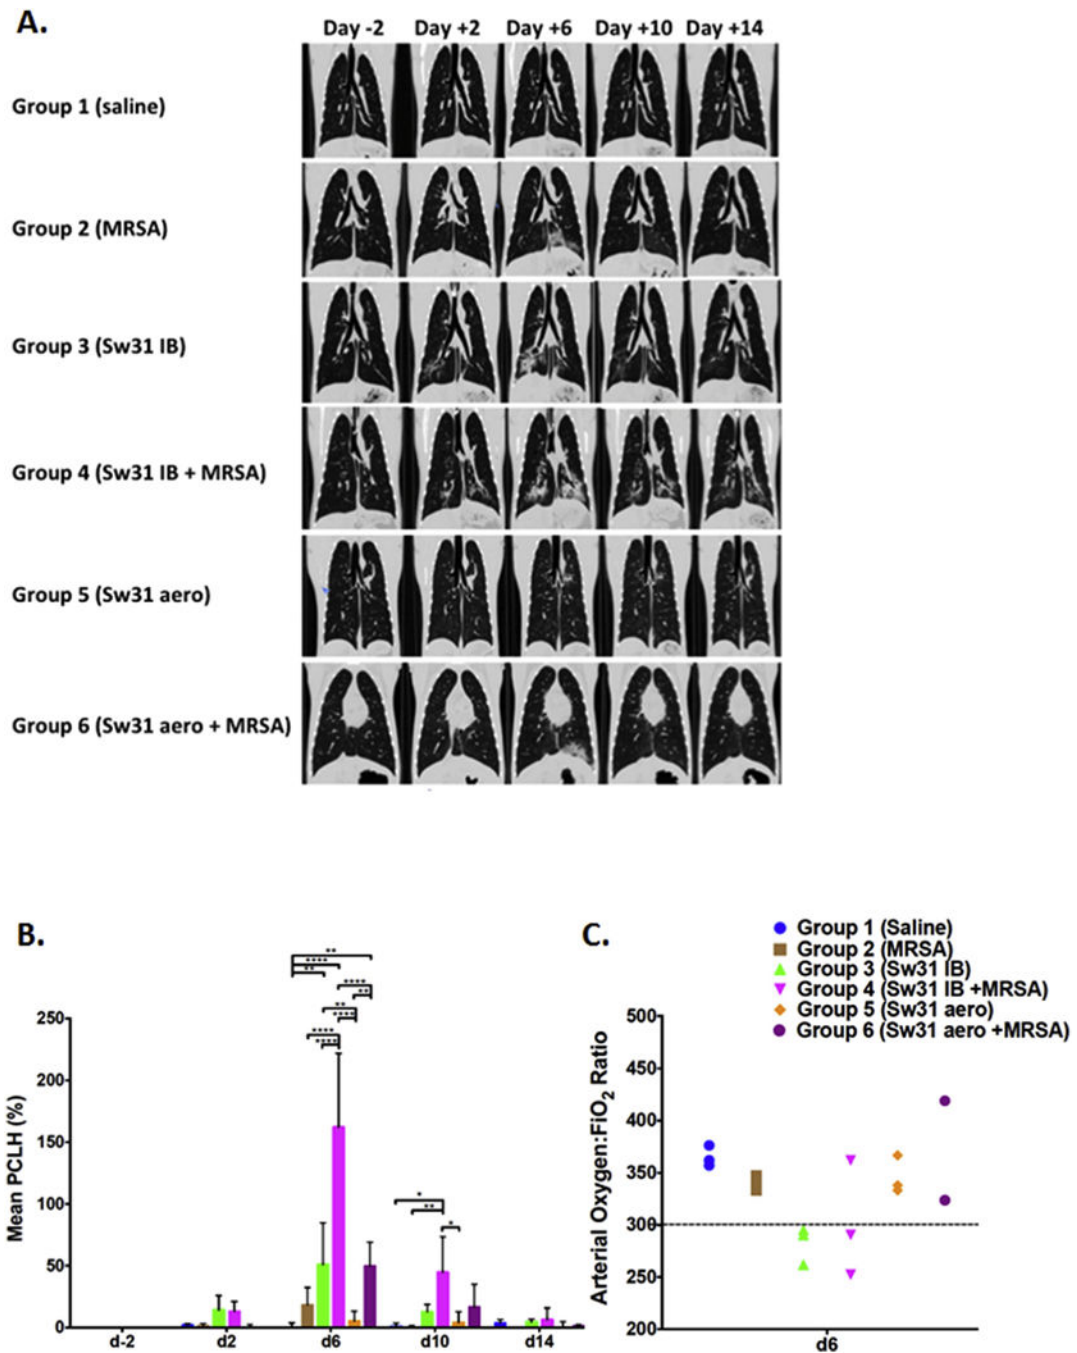 A.
Day -2 Day +2 Day +6 Day +10 Day +14
Group 1 (saline)
Group 2 (MRSA)
Group 3 (Sw31 IB)
Group 4 (Sw31 IB + MRSA)
Group 5 (Sw31 aero)
Group 6 (Sw31 aero + MRSA)
B.
Mean PCLH (%)
250
200
150
100
50
0
**
****
**
****
**
**
****
****
****
*
**
*
d-2 d2 d6 d10 d14
C.
Group 1 (Saline)
Group 2 (MRSA)
Group 3 (Sw31 IB)
Group 4 (Sw31 IB +MRSA)
Group 5 (Sw31 aero)
Group 6 (Sw31 aero +MRSA)
Arterial Oxygen:FiO2 Ratio
500
450
400
350
300
250
200
d6